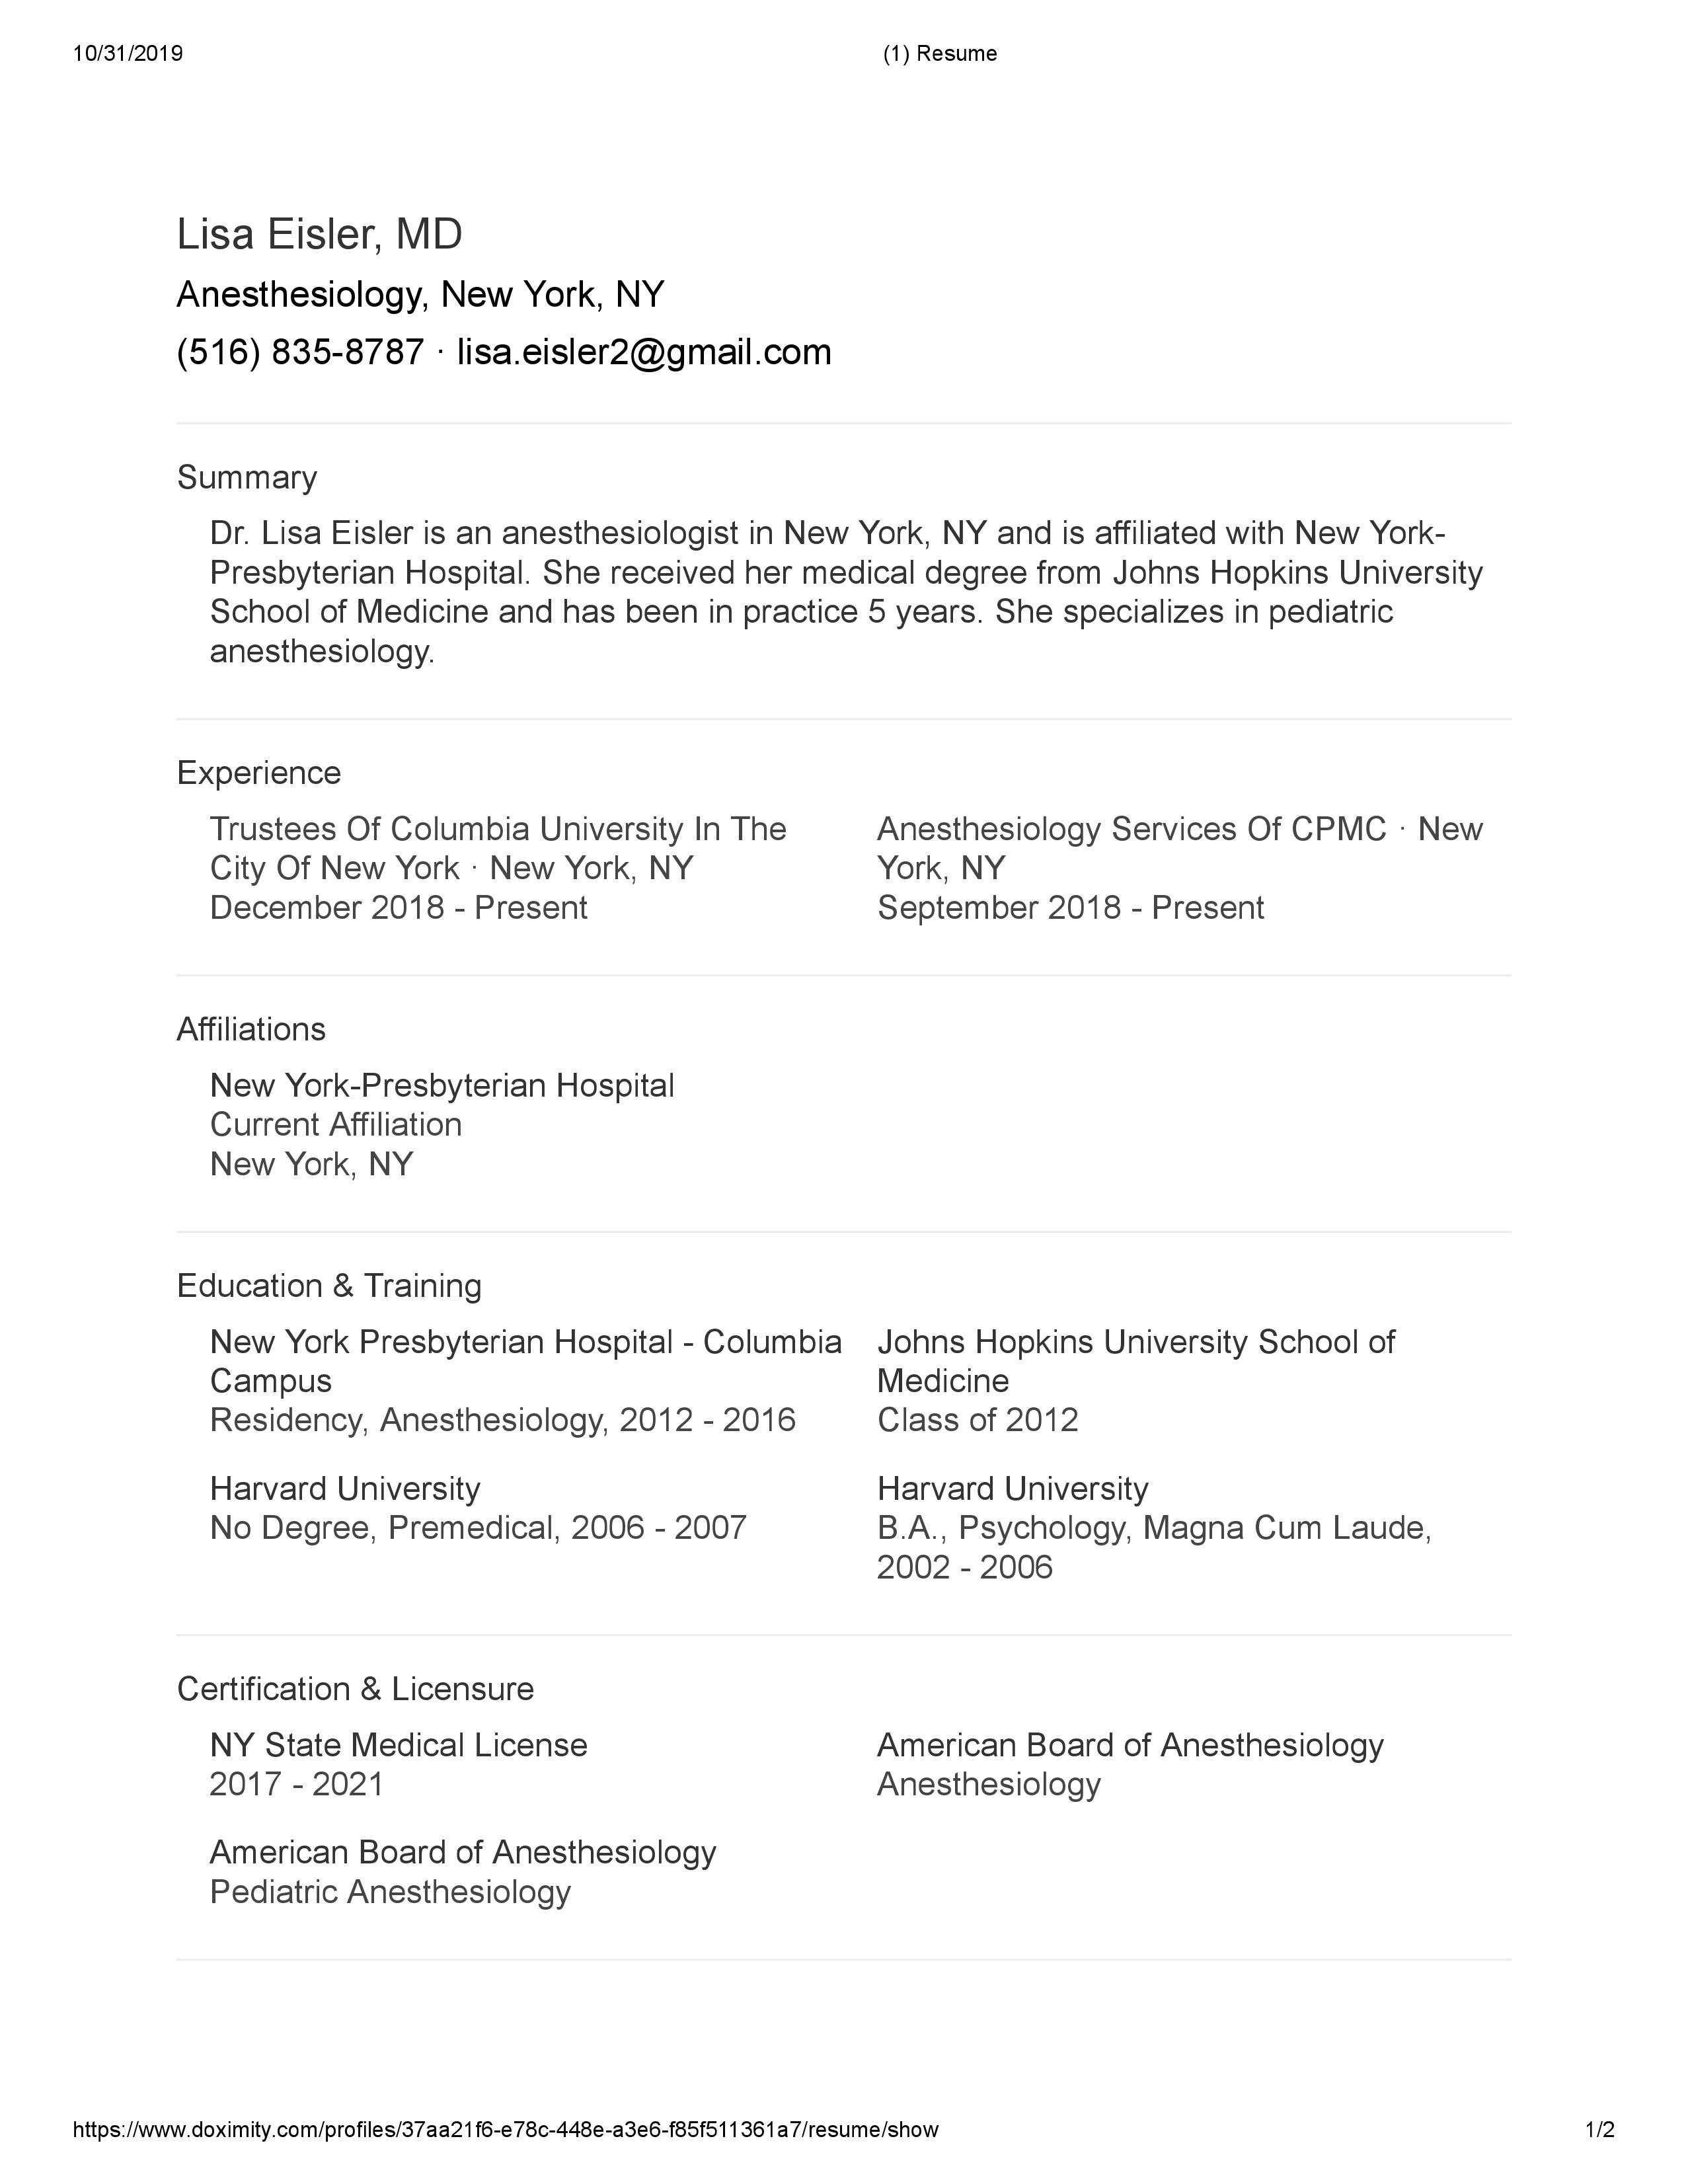 10/31/2019
(1) Resume
Lisa Eisler, MD
Anesthesiology, New York, NY
(516) 835-8787 · lisa.eisler2@gmail.com
Summary
Dr. Lisa Eisler is an anesthesiologist in New York, NY and is affiliated with New York-
Presbyterian Hospital. She received her medical degree from Johns Hopkins University
School of Medicine and has been in practice 5 years. She specializes in pediatric
anesthesiology.
Experience
Trustees Of Columbia University In The
City Of New York · New York, NY
December 2018 - Present
Anesthesiology Services Of CPMC · New
York, NY
September 2018 - Present
Affiliations
New York-Presbyterian Hospital
Current Affiliation
New York, NY
Education & Training
New York Presbyterian Hospital - Columbia
Campus
Residency, Anesthesiology, 2012 - 2016
Johns Hopkins University School of
Medicine
Class of 2012
Harvard University
No Degree, Premedical, 2006 - 2007
Harvard University
B.A., Psychology, Magna Cum Laude,
2002 - 2006
Certification & Licensure
NY State Medical License
2017 - 2021
American Board of Anesthesiology
Anesthesiology
American Board of Anesthesiology
Pediatric Anesthesiology
https://www.doximity.com/profiles/37aa21f6-e78c-448e-a3e6-f85f511361a7/resume/show
1/2